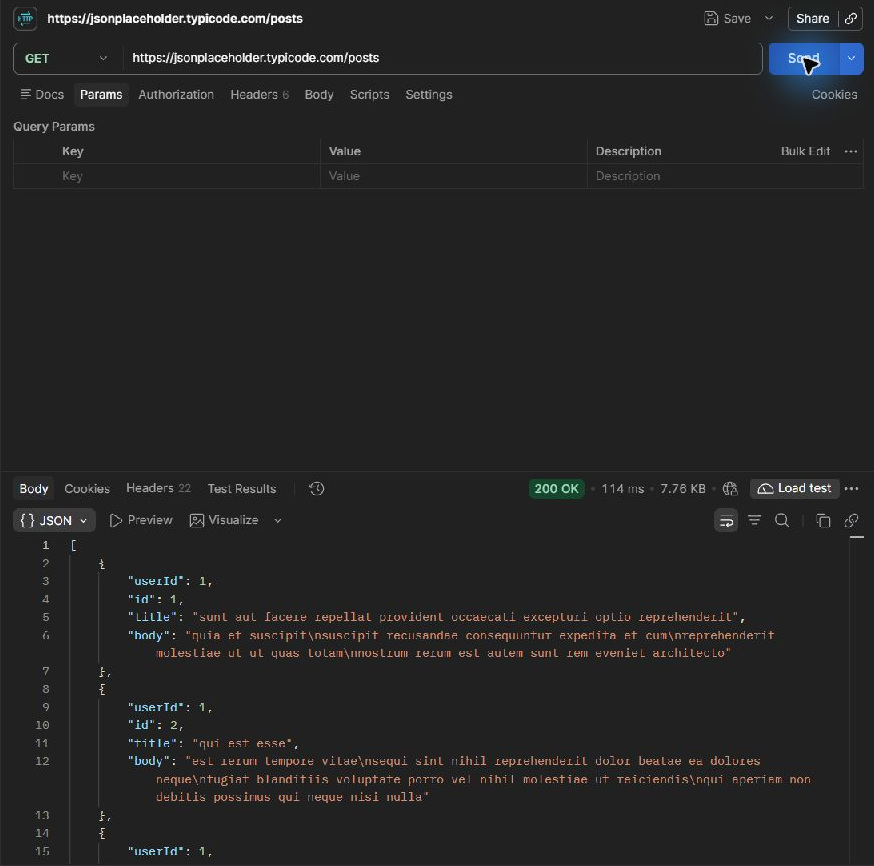 HTTP https://jsonplaceholder.typicode.com/posts Save Share
GET https://jsonplaceholder.typicode.com/posts Send
Docs Params Authorization Headers 6 Body Scripts Settings Cookies
Query Params
Key Value Description Bulk Edit ...
Key Value Description
Body Cookies Headers 22 Test Results 200 OK • 114 ms • 7.76 KB • Load test ...
{ } JSON Preview Visualize
1 [
2 {
3 "userId": 1,
4 "id": 1,
5 "title": "sunt aut facere repellat provident occaecati excepturi optio reprehenderit",
6 "body": "quia et suscipit\nsuscipit recusandae consequuntur expedita et cum\nreprehenderit
molestiae ut ut quas totam\nnostrum rerum est autem sunt rem eveniet architecto"
7 },
8 {
9 "userId": 1,
10 "id": 2,
11 "title": "qui est esse",
12 "body": "est rerum tempore vitae\nsequi sint nihil reprehenderit dolor beatae ea dolores
neque\nfugiat blanditiis voluptate porro vel nihil molestiae ut reiciendis\nqui aperiam non
debitis possimus qui neque nisi nulla"
13 },
14 {
15 "userId": 1,